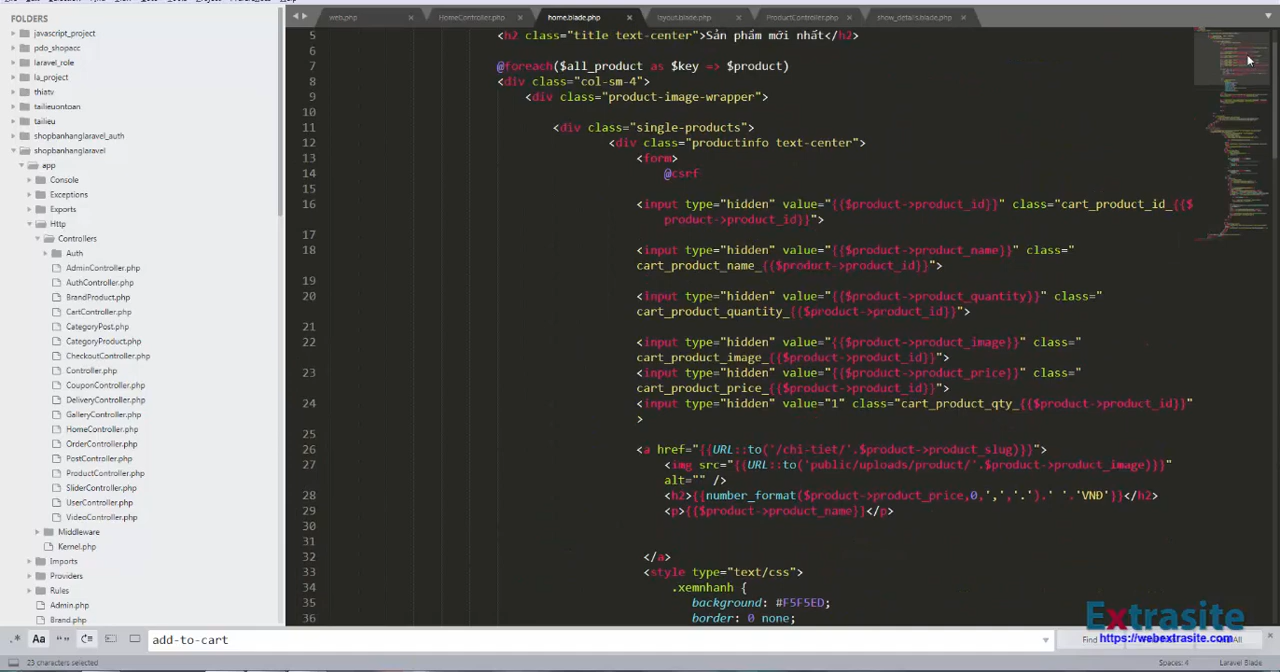 web.php × HomeController.php × home.blade.php × layout.blade.php × ProductController.php × show_details.blade.php ×
FOLDERS
javascript_project
pdo_shopacc
laravel_role
la_project
thiatv
tailieuontoan
tailieu
shopbanhanglaravel_auth
shopbanhanglaravel
app
Console
Exceptions
Exports
Http
Controllers
Auth
AdminController.php
AuthController.php
BrandProduct.php
CartController.php
CategoryPost.php
CategoryProduct.php
CheckoutController.php
Controller.php
CouponController.php
DeliveryController.php
GalleryController.php
HomeController.php
OrderController.php
PostController.php
ProductController.php
SliderController.php
UserController.php
VideoController.php
Middleware
Kernel.php
Imports
Providers
Rules
Admin.php
Brand.php
5 <h2 class="title text-center">Sản phẩm mới nhất</h2>
6
7 @foreach($all_product as $key => $product)
8 <div class="col-sm-4">
9 <div class="product-image-wrapper">
10
11 <div class="single-products">
12 <div class="productinfo text-center">
13 <form>
14 @csrf
15
16 <input type="hidden" value="{{$product->product_id}}" class="cart_product_id_{{$
product->product_id}}">
17
18 <input type="hidden" value="{{$product->product_name}}" class="
cart_product_name_{{$product->product_id}}">
19
20 <input type="hidden" value="{{$product->product_quantity}}" class="
cart_product_quantity_{{$product->product_id}}">
21
22 <input type="hidden" value="{{$product->product_image}}" class="
cart_product_image_{{$product->product_id}}">
23 <input type="hidden" value="{{$product->product_price}}" class="
cart_product_price_{{$product->product_id}}">
24 <input type="hidden" value="1" class="cart_product_qty_{{$product->product_id}}"
>
25
26 <a href="{{URL::to('/chi-tiet/'.$product->product_slug)}}">
27 <img src="{{URL::to('public/uploads/product/'.$product->product_image)}}"
alt="" />
28 <h2>{{number_format($product->product_price,0,',','.').' '.'VNĐ'}}</h2>
29 <p>{{$product->product_name}}</p>
30
31
32 </a>
33 <style type="text/css">
34 .xemnhanh {
35 background: #F5F5ED;
36 border: 0 none;
Extrasite
https://webextrasite.com
.* Aa “” add-to-cart Find All
23 characters selected Spaces: 4 Laravel Blade